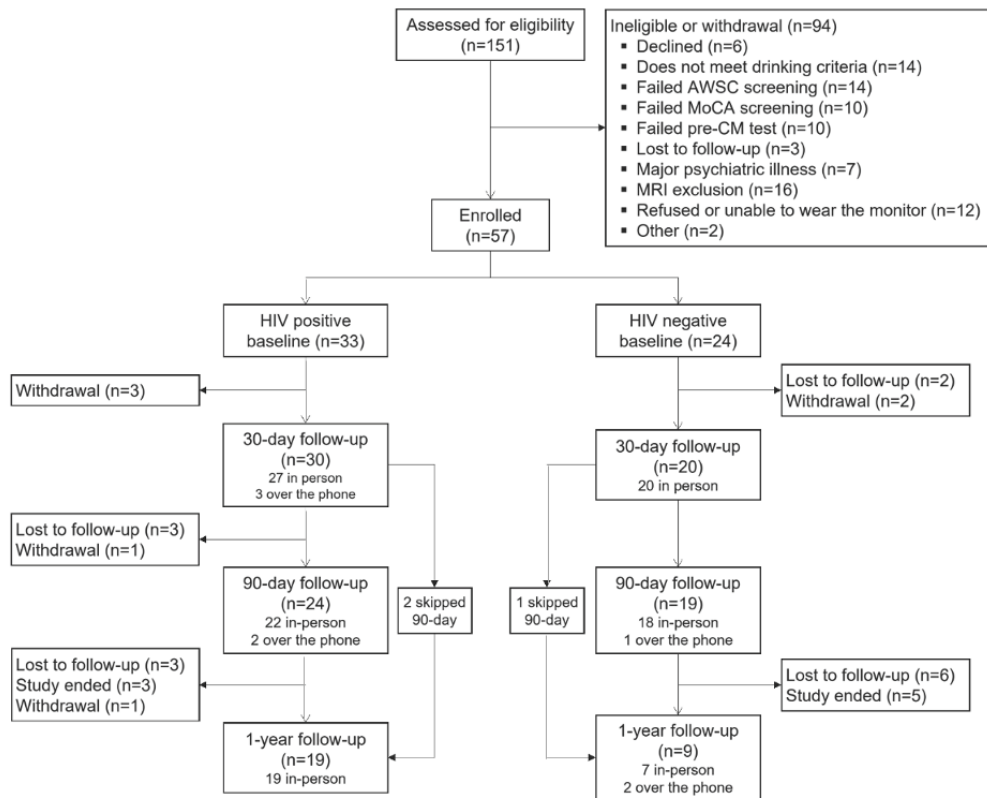 Assessed for eligibility
(n=151)
Ineligible or withdrawal (n=94)
▪ Declined (n=6)
▪ Does not meet drinking criteria (n=14)
▪ Failed AWSC screening (n=14)
▪ Failed MoCA screening (n=10)
▪ Failed pre-CM test (n=10)
▪ Lost to follow-up (n=3)
▪ Major psychiatric illness (n=7)
▪ MRI exclusion (n=16)
▪ Refused or unable to wear the monitor (n=12)
▪ Other (n=2)
Enrolled
(n=57)
HIV positive
baseline (n=33)
HIV negative
baseline (n=24)
Withdrawal (n=3)
Lost to follow-up (n=2)
Withdrawal (n=2)
30-day follow-up
(n=30)
27 in person
3 over the phone
30-day follow-up
(n=20)
20 in person
Lost to follow-up (n=3)
Withdrawal (n=1)
90-day follow-up
(n=24)
22 in-person
2 over the phone
2 skipped
90-day
1 skipped
90-day
90-day follow-up
(n=19)
18 in-person
1 over the phone
Lost to follow-up (n=3)
Study ended (n=3)
Withdrawal (n=1)
Lost to follow-up (n=6)
Study ended (n=5)
1-year follow-up
(n=19)
19 in-person
1-year follow-up
(n=9)
7 in-person
2 over the phone